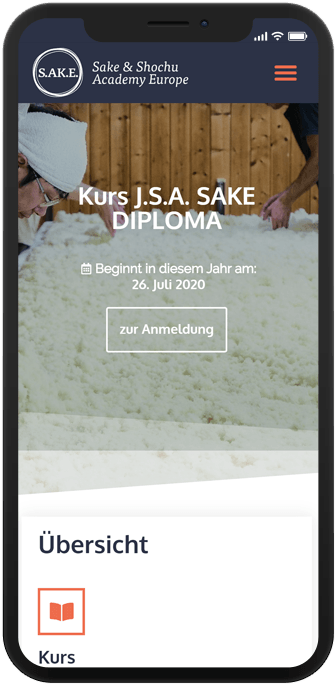 S.A.K.E.
Sake & Shochu
Academy Europe
Kurs J.S.A. SAKE
DIPLOMA
Beginnt in diesem Jahr am:
26. Juli 2020
zur Anmeldung
Übersicht
Kurs